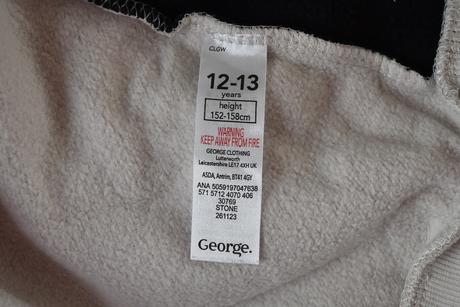 CLGW
12-13
years
height
152-158cm
WARNING
KEEP AWAY FROM FIRE
GEORGE CLOTHING
Lutterworth
Leicestershire LE17 4XH UK
ASDA, Antrim, BT41 4GY
ANA 5059197047638
571 5712 4070 406
30769
STONE
261123
George.